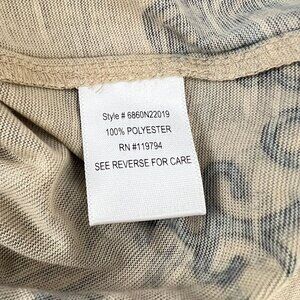 Style # 6860N22019
100% POLYESTER
RN #119794
SEE REVERSE FOR CARE